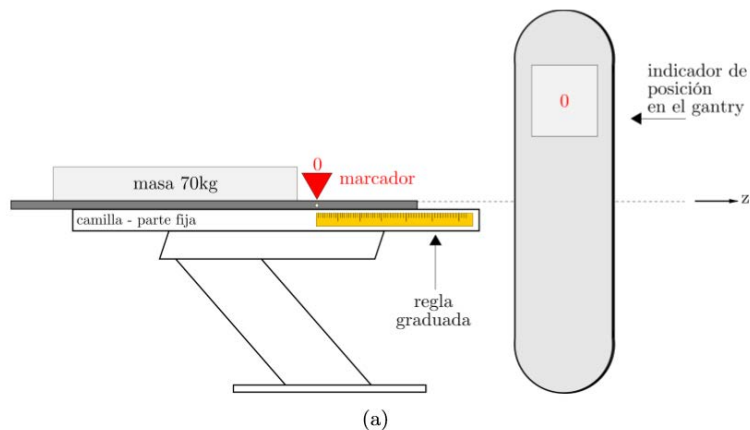 indicador de
posición
en el gantry
0
0
marcador
masa 70kg
z
camilla - parte fija
regla
graduada
(a)